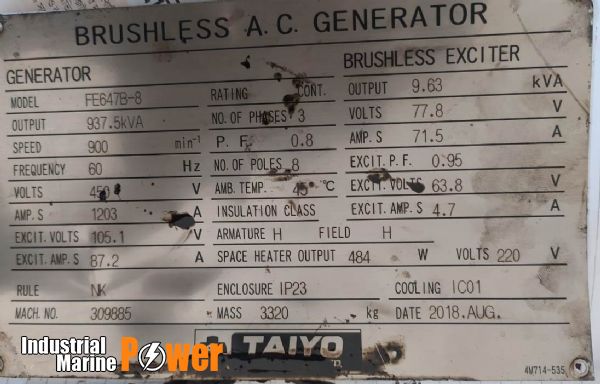 BRUSHLESS A.C. GENERATOR
GENERATOR
MODEL FE647B-8
OUTPUT 937.5kVA
SPEED 900 min-1
FREQUENCY 60 Hz
VOLTS 450 V
AMP.S 1203 A
EXCIT.VOLTS 105.1 V
EXCIT.AMP.S 87.2 A
RULE NK
MACH. NO. 309885
RATING CONT.
NO. OF PHASES 3
P. F. 0.8
NO. OF POLES 8
AMB. TEMP. 45 °C
INSULATION CLASS
ARMATURE H FIELD H
SPACE HEATER OUTPUT 484 W VOLTS 220 V
ENCLOSURE IP23 COOLING IC01
MASS 3320 kg DATE 2018.AUG.
BRUSHLESS EXCITER
OUTPUT 9.63 kVA
VOLTS 77.8 V
AMP.S 71.5 A
EXCIT.P.F. 0.95
EXCIT.VOLTS 63.8 V
EXCIT.AMP.S 4.7 A
TAIYO
4M714-535
Industrial
Marine Power